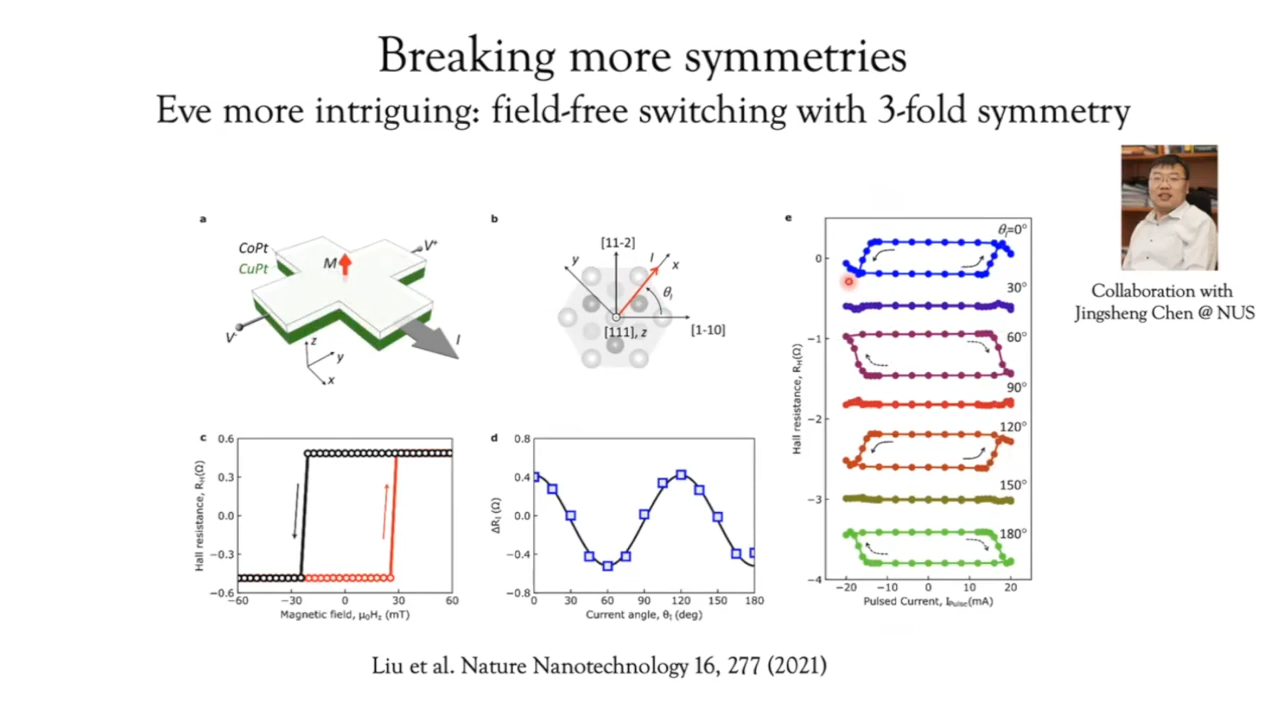 Breaking more symmetries
Eve more intriguing: field-free switching with 3-fold symmetry
Collaboration with
Jingsheng Chen @ NUS
a
CoPt
CuPt
M
V⁺
V⁻
I
z
y
x
b
[11-2]
y
I
x
θI
[111], z
[1-10]
c
Hall resistance, RH(Ω)
0.6
0.3
0.0
−0.3
−0.6
−60
−30
0
30
60
Magnetic field, μ0Hz (mT)
d
ΔRI (Ω)
0.8
0.4
0.0
−0.4
−0.8
0
30
60
90
120
150
180
Current angle, θI (deg)
e
Hall resistance, RH(Ω)
0
−1
−2
−3
−4
θI=0°
30°
60°
90°
120°
150°
180°
−20
−10
0
10
20
Pulsed Current, IPulse(mA)
Liu et al. Nature Nanotechnology 16, 277 (2021)